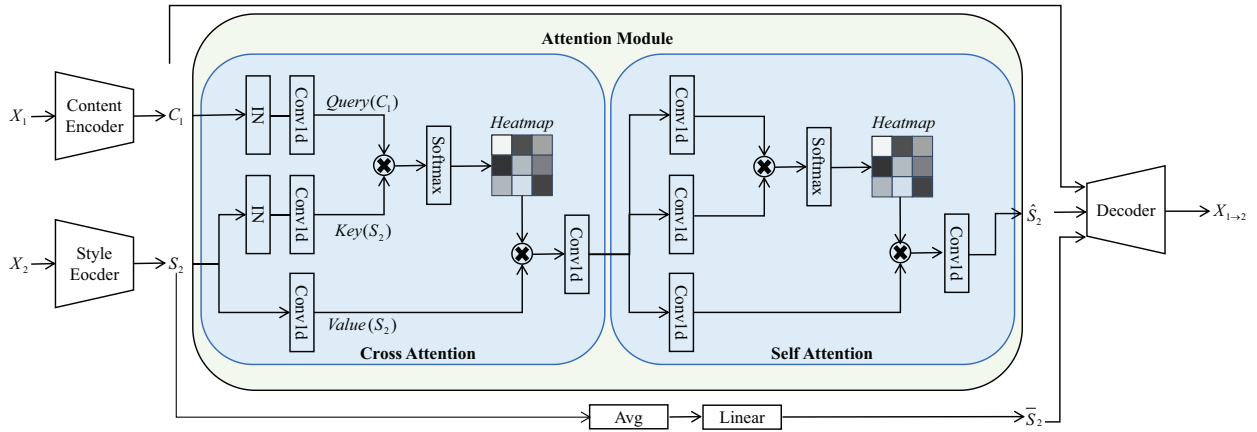 Attention Module
X₁
Content
Encoder
C₁
IN
Conv1d
Query(C₁)
Softmax
Heatmap
IN
Conv1d
Key(S₂)
X₂
Style
Eocder
S₂
Conv1d
Value(S₂)
Conv1d
Cross Attention
Conv1d
Conv1d
Conv1d
Softmax
Heatmap
Conv1d
Self Attention
Ŝ₂
Decoder
X₁→₂
Avg
Linear
S̅₂